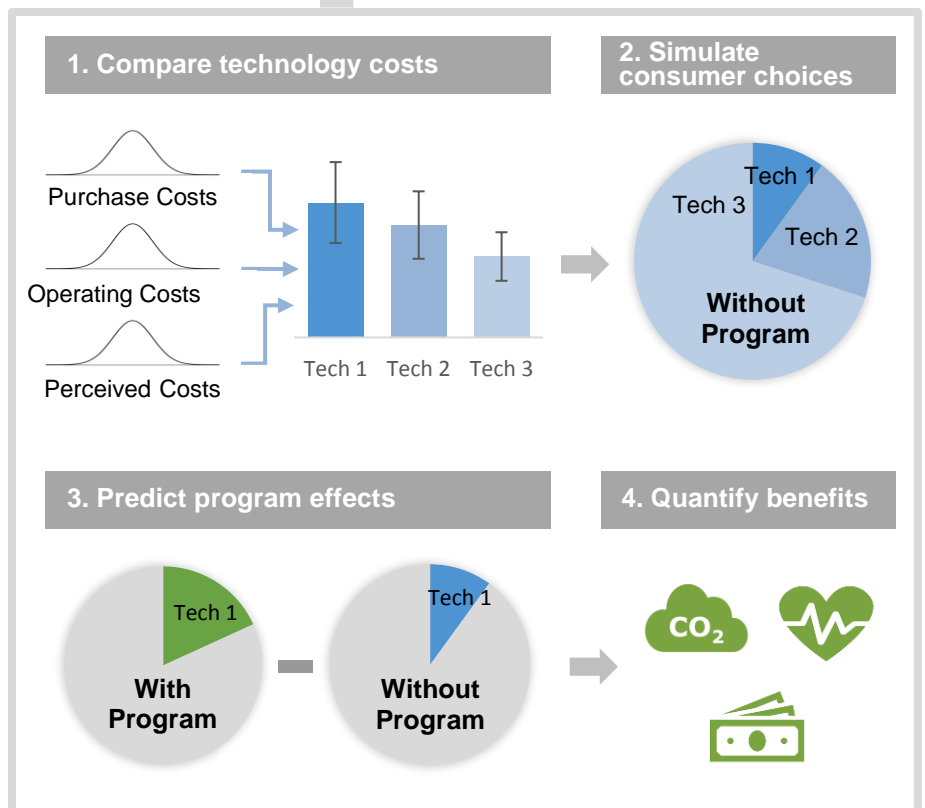 1. Compare technology costs
2. Simulate
consumer choices
Purchase Costs
Operating Costs
Perceived Costs
Tech 1
Tech 2
Tech 3
Tech 1
Tech 3
Tech 2
Without
Program
3. Predict program effects
4. Quantify benefits
Tech 1
With
Program
Tech 1
Without
Program
CO₂